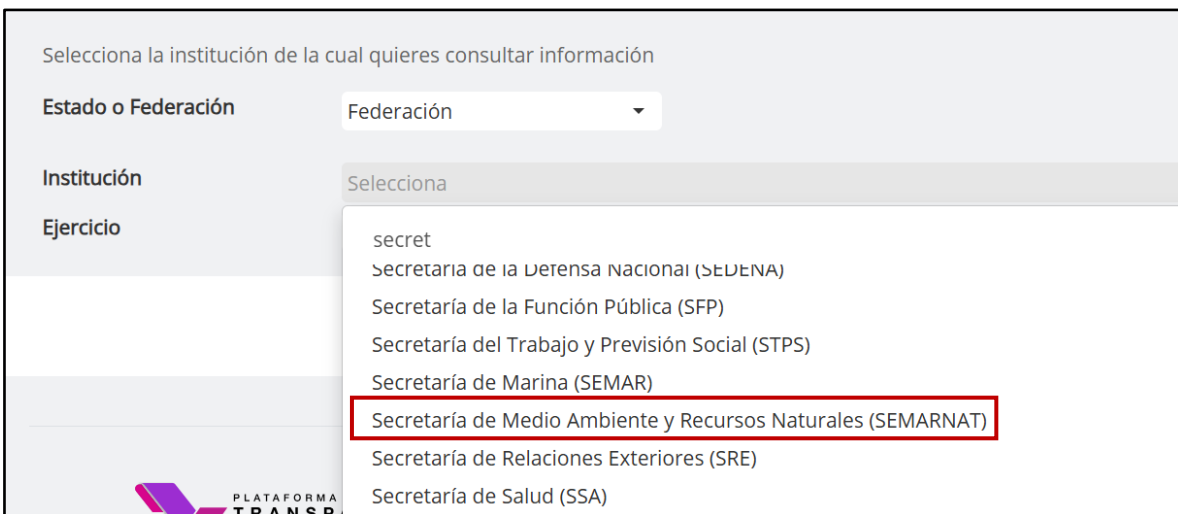 Selecciona la institución de la cual quieres consultar información
Estado o Federación
Federación
Institución
Selecciona
Ejercicio
secret
Secretaría de la Defensa Nacional (SEDENA)
Secretaría de la Función Pública (SFP)
Secretaría del Trabajo y Previsión Social (STPS)
Secretaría de Marina (SEMAR)
Secretaría de Medio Ambiente y Recursos Naturales (SEMARNAT)
Secretaría de Relaciones Exteriores (SRE)
Secretaría de Salud (SSA)
PLATAFORMA